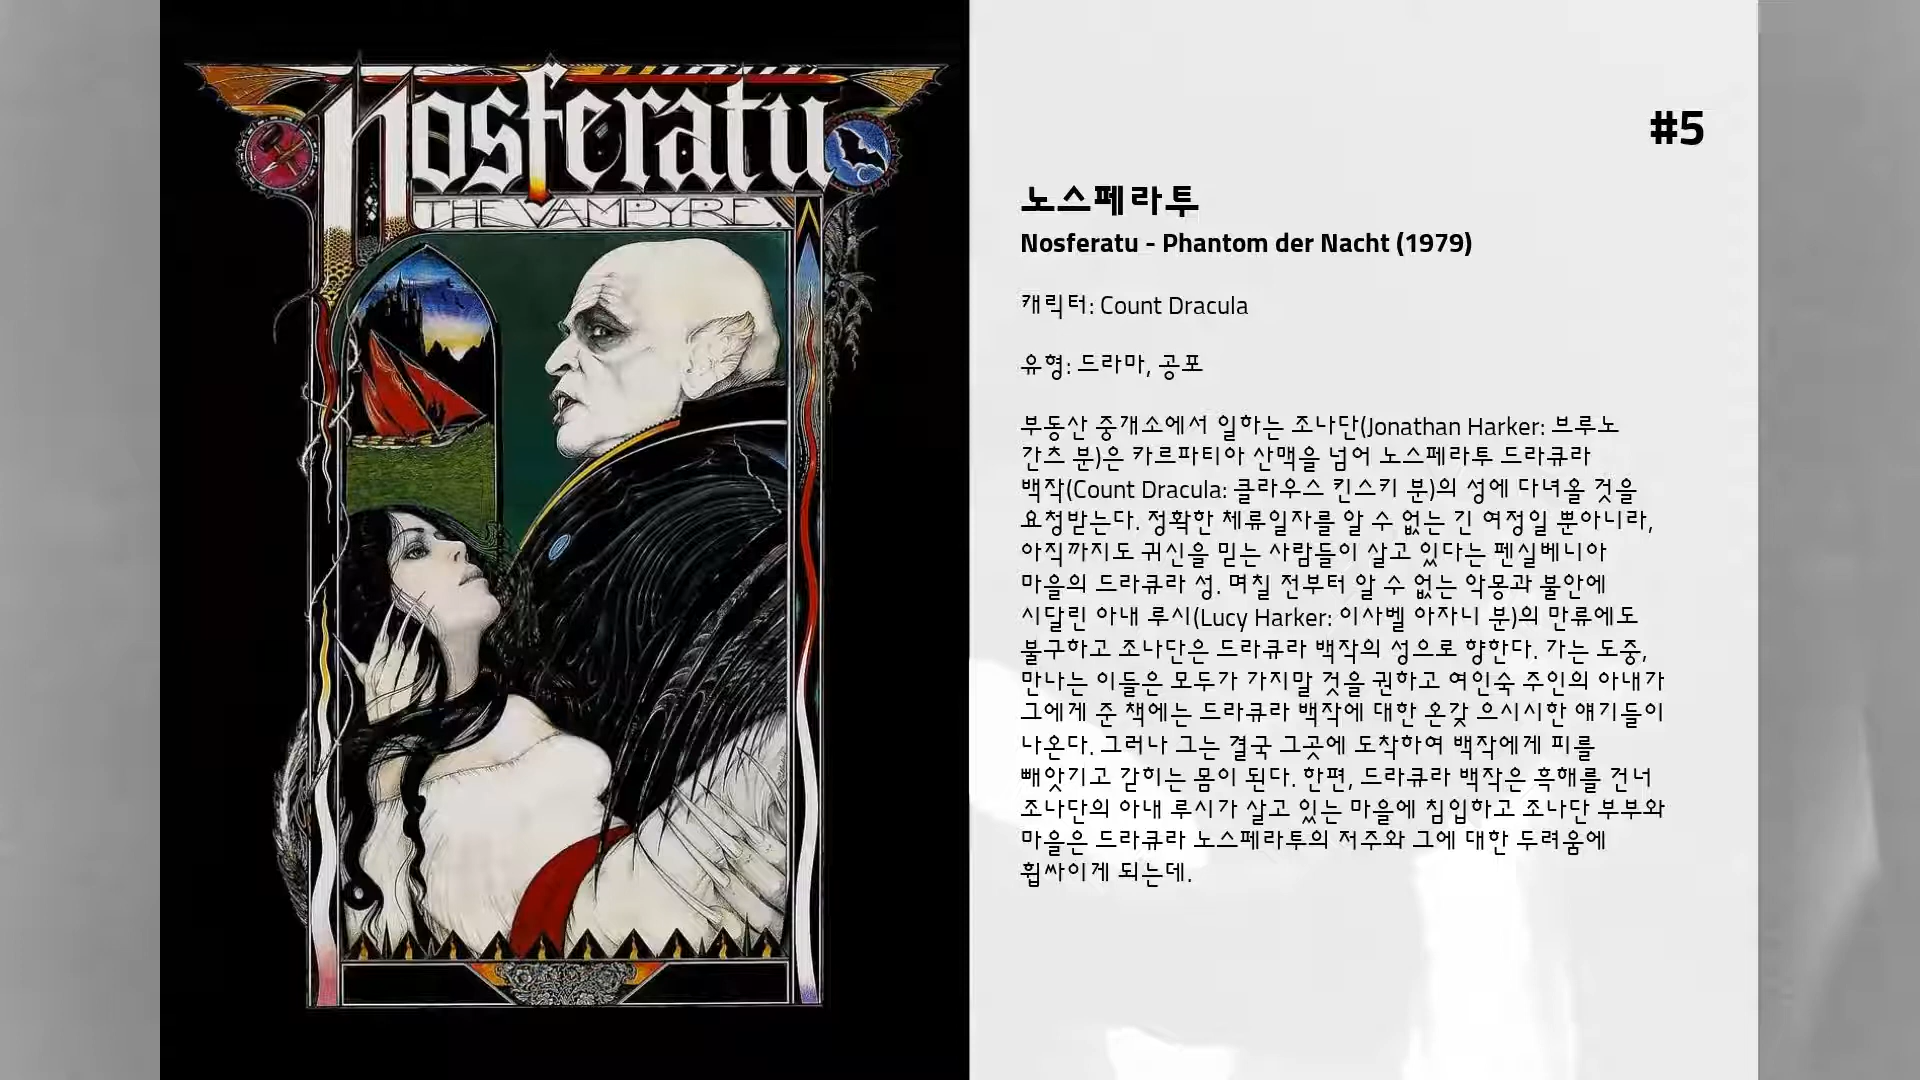 Nosferatu
THE VAMPYRE.
#5
노스페라투
Nosferatu - Phantom der Nacht (1979)
캐릭터: Count Dracula
유형: 드라마, 공포
부동산 중개소에서 일하는 조나단(Jonathan Harker: 브루노
간츠 분)은 카르파티아 산맥을 넘어 노스페라투 드라큐라
백작(Count Dracula: 클라우스 킨스키 분)의 성에 다녀올 것을
요청받는다. 정확한 체류일자를 알 수 없는 긴 여정일 뿐아니라,
아직까지도 귀신을 믿는 사람들이 살고 있다는 펜실베니아
마을의 드라큐라 성. 며칠 전부터 알 수 없는 악몽과 불안에
시달린 아내 루시(Lucy Harker: 이사벨 아자니 분)의 만류에도
불구하고 조나단은 드라큐라 백작의 성으로 향한다. 가는 도중,
만나는 이들은 모두가 가지말 것을 권하고 여인숙 주인의 아내가
그에게 준 책에는 드라큐라 백작에 대한 온갖 으시시한 얘기들이
나온다. 그러나 그는 결국 그곳에 도착하여 백작에게 피를
빼앗기고 갇히는 몸이 된다. 한편, 드라큐라 백작은 흑해를 건너
조나단의 아내 루시가 살고 있는 마을에 침입하고 조나단 부부와
마을은 드라큐라 노스페라투의 저주와 그에 대한 두려움에
휩싸이게 되는데.